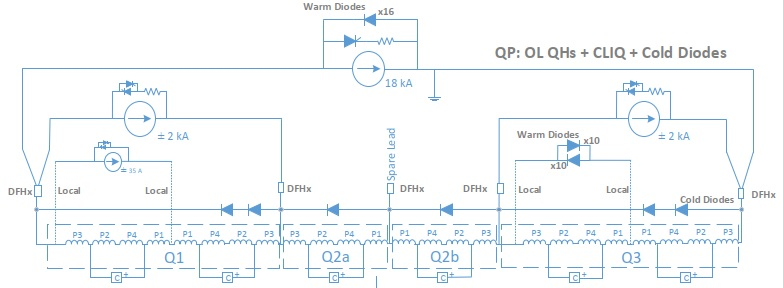 Warm Diodes x16
QP: OL QHs + CLIQ + Cold Diodes
18 kA
± 2 kA
± 2 kA
± 35 A
Warm Diodes x10
x10
Spare Lead
DFHx
Local
Local
DFHx
DFHx
DFHx
Local
Local
Cold Diodes
DFHx
P3 P2 P4 P1 P1 P4 P2 P3 P3 P2 P4 P1 P1 P4 P2 P3 P3 P2 P4 P1 P1 P4 P2 P3
Q1 Q2a Q2b Q3
C + C + C + C + C + C +